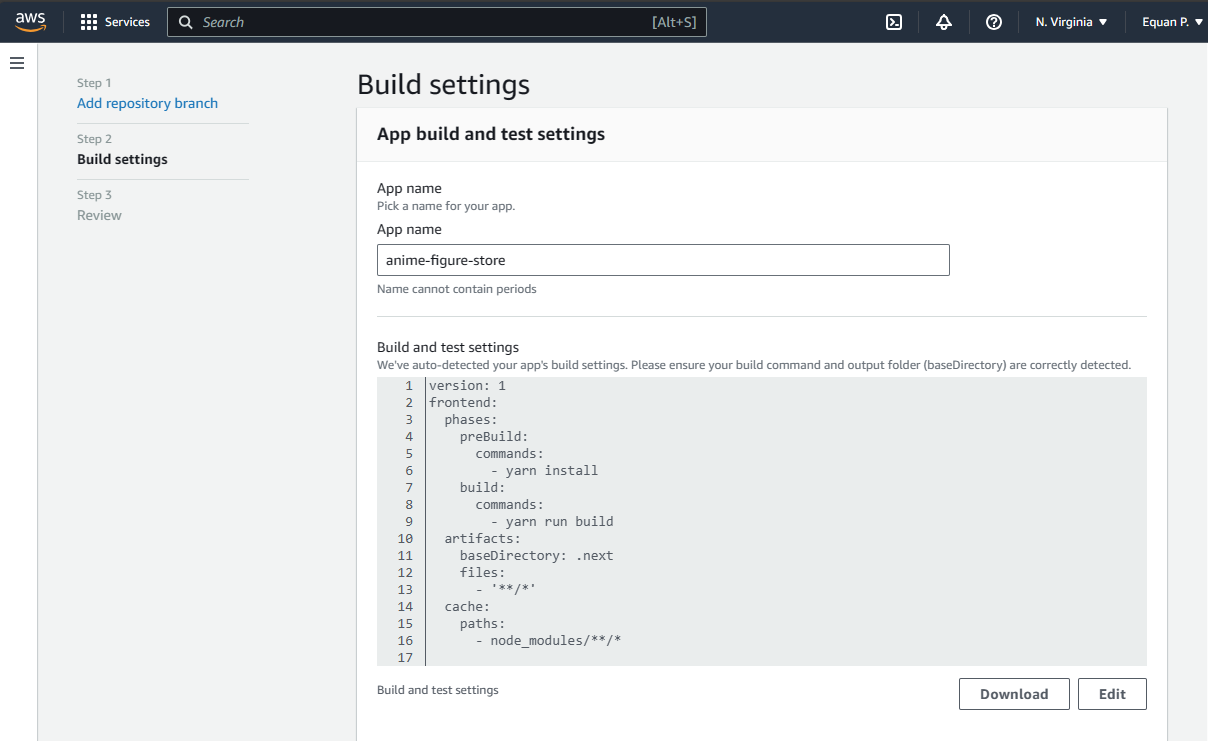 aws
Services
Search
[Alt+S]
N. Virginia
Equan P.
Step 1
Add repository branch
Step 2
Build settings
Step 3
Review
Build settings
App build and test settings
App name
Pick a name for your app.
App name
anime-figure-store
Name cannot contain periods
Build and test settings
We've auto-detected your app's build settings. Please ensure your build command and output folder (baseDirectory) are correctly detected.
1 version: 1
2 frontend:
3   phases:
4     preBuild:
5       commands:
6         - yarn install
7     build:
8       commands:
9         - yarn run build
10   artifacts:
11     baseDirectory: .next
12     files:
13       - '**/*'
14   cache:
15     paths:
16       - node_modules/**/*
17
Build and test settings
Download
Edit